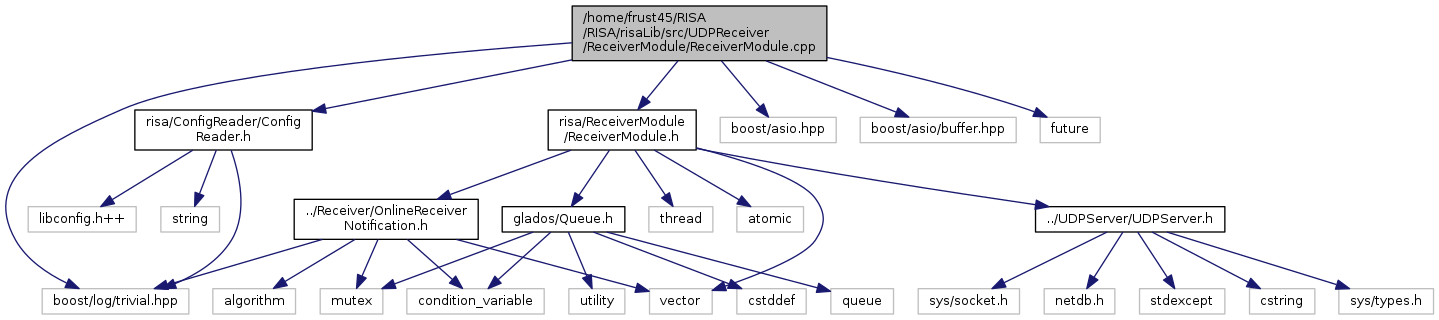 /home/frust45/RISA
/RISA/risaLib/src/UDPReceiver
/ReceiverModule/ReceiverModule.cpp
risa/ConfigReader/Config
Reader.h
risa/ReceiverModule
/ReceiverModule.h
boost/asio.hpp
boost/asio/buffer.hpp
future
libconfig.h++
string
../Receiver/OnlineReceiver
Notification.h
glados/Queue.h
thread
atomic
../UDPServer/UDPServer.h
boost/log/trivial.hpp
algorithm
mutex
condition_variable
utility
vector
cstddef
queue
sys/socket.h
netdb.h
stdexcept
cstring
sys/types.h